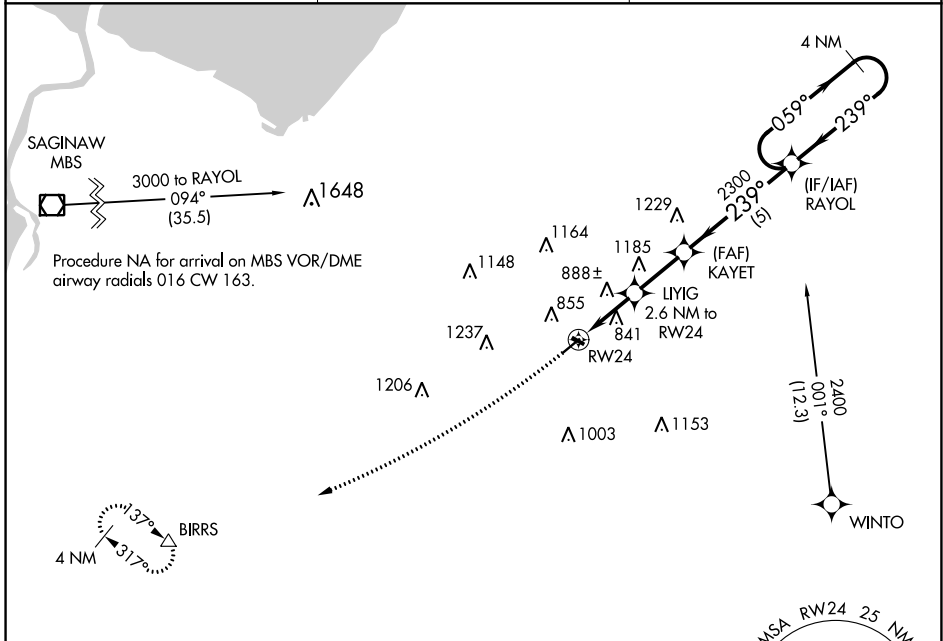 4 NM
059°
239°
SAGINAW
MBS
3000 to RAYOL
094°
(35.5)
1648
(IF/IAF)
RAYOL
2300
239°
(5)
1229
Procedure NA for arrival on MBS VOR/DME
airway radials 016 CW 163.
1164
1185
(FAF)
KAYET
1148
888±
LIYIG
2.6 NM to
RW24
855
841
1237
RW24
1206
2400
001°
(12.3)
1003
1153
WINTO
137°
BIRRS
4 NM
317°
MSA RW24 25 NM